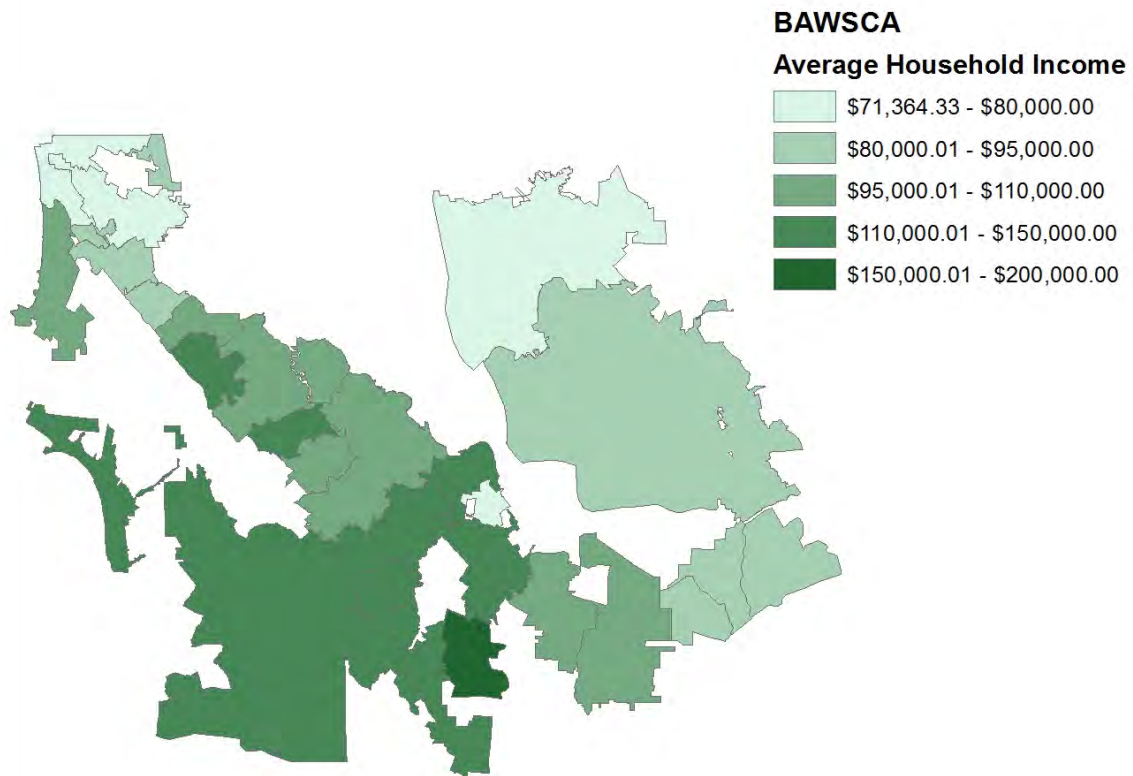 BAWSCA
Average Household Income
$71,364.33 - $80,000.00
$80,000.01 - $95,000.00
$95,000.01 - $110,000.00
$110,000.01 - $150,000.00
$150,000.01 - $200,000.00